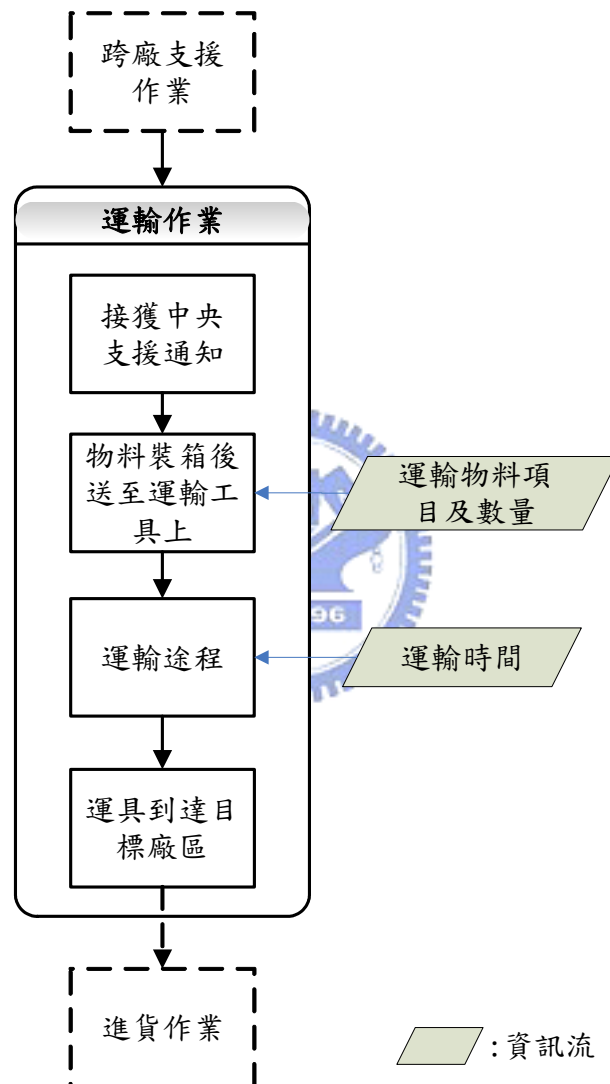 跨廠支援
作業
運輸作業
接獲中央
支援通知
物料裝箱後
送至運輸工
具上
運輸物料項
目及數量
運輸途程
運輸時間
運具到達目
標廠區
進貨作業
：資訊流
96